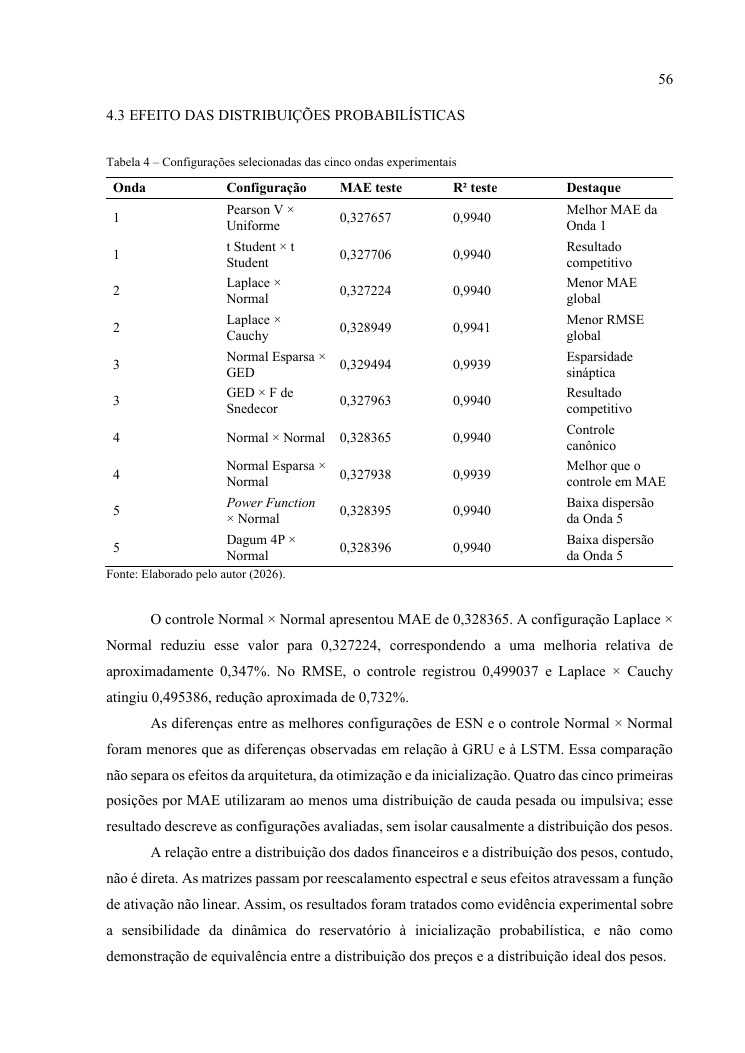 56
4.3 EFEITO DAS DISTRIBUIÇÕES PROBABILÍSTICAS
Tabela 4 – Configurações selecionadas das cinco ondas experimentais
Onda Configuração MAE teste R² teste Destaque
1 Pearson V × Uniforme 0,327657 0,9940 Melhor MAE da Onda 1
1 t Student × t Student 0,327706 0,9940 Resultado competitivo
2 Laplace × Normal 0,327224 0,9940 Menor MAE global
2 Laplace × Cauchy 0,328949 0,9941 Menor RMSE global
3 Normal Esparsa × GED 0,329494 0,9939 Esparsidade sináptica
3 GED × F de Snedecor 0,327963 0,9940 Resultado competitivo
4 Normal × Normal 0,328365 0,9940 Controle canônico
4 Normal Esparsa × Normal 0,327938 0,9939 Melhor que o controle em MAE
5 Power Function × Normal 0,328395 0,9940 Baixa dispersão da Onda 5
5 Dagum 4P × Normal 0,328396 0,9940 Baixa dispersão da Onda 5
Fonte: Elaborado pelo autor (2026).
O controle Normal × Normal apresentou MAE de 0,328365. A configuração Laplace ×
Normal reduziu esse valor para 0,327224, correspondendo a uma melhoria relativa de
aproximadamente 0,347%. No RMSE, o controle registrou 0,499037 e Laplace × Cauchy
atingiu 0,495386, redução aproximada de 0,732%.
As diferenças entre as melhores configurações de ESN e o controle Normal × Normal
foram menores que as diferenças observadas em relação à GRU e à LSTM. Essa comparação
não separa os efeitos da arquitetura, da otimização e da inicialização. Quatro das cinco primeiras
posições por MAE utilizaram ao menos uma distribuição de cauda pesada ou impulsiva; esse
resultado descreve as configurações avaliadas, sem isolar causalmente a distribuição dos pesos.
A relação entre a distribuição dos dados financeiros e a distribuição dos pesos, contudo,
não é direta. As matrizes passam por reescalamento espectral e seus efeitos atravessam a função
de ativação não linear. Assim, os resultados foram tratados como evidência experimental sobre
a sensibilidade da dinâmica do reservatório à inicialização probabilística, e não como
demonstração de equivalência entre a distribuição dos preços e a distribuição ideal dos pesos.